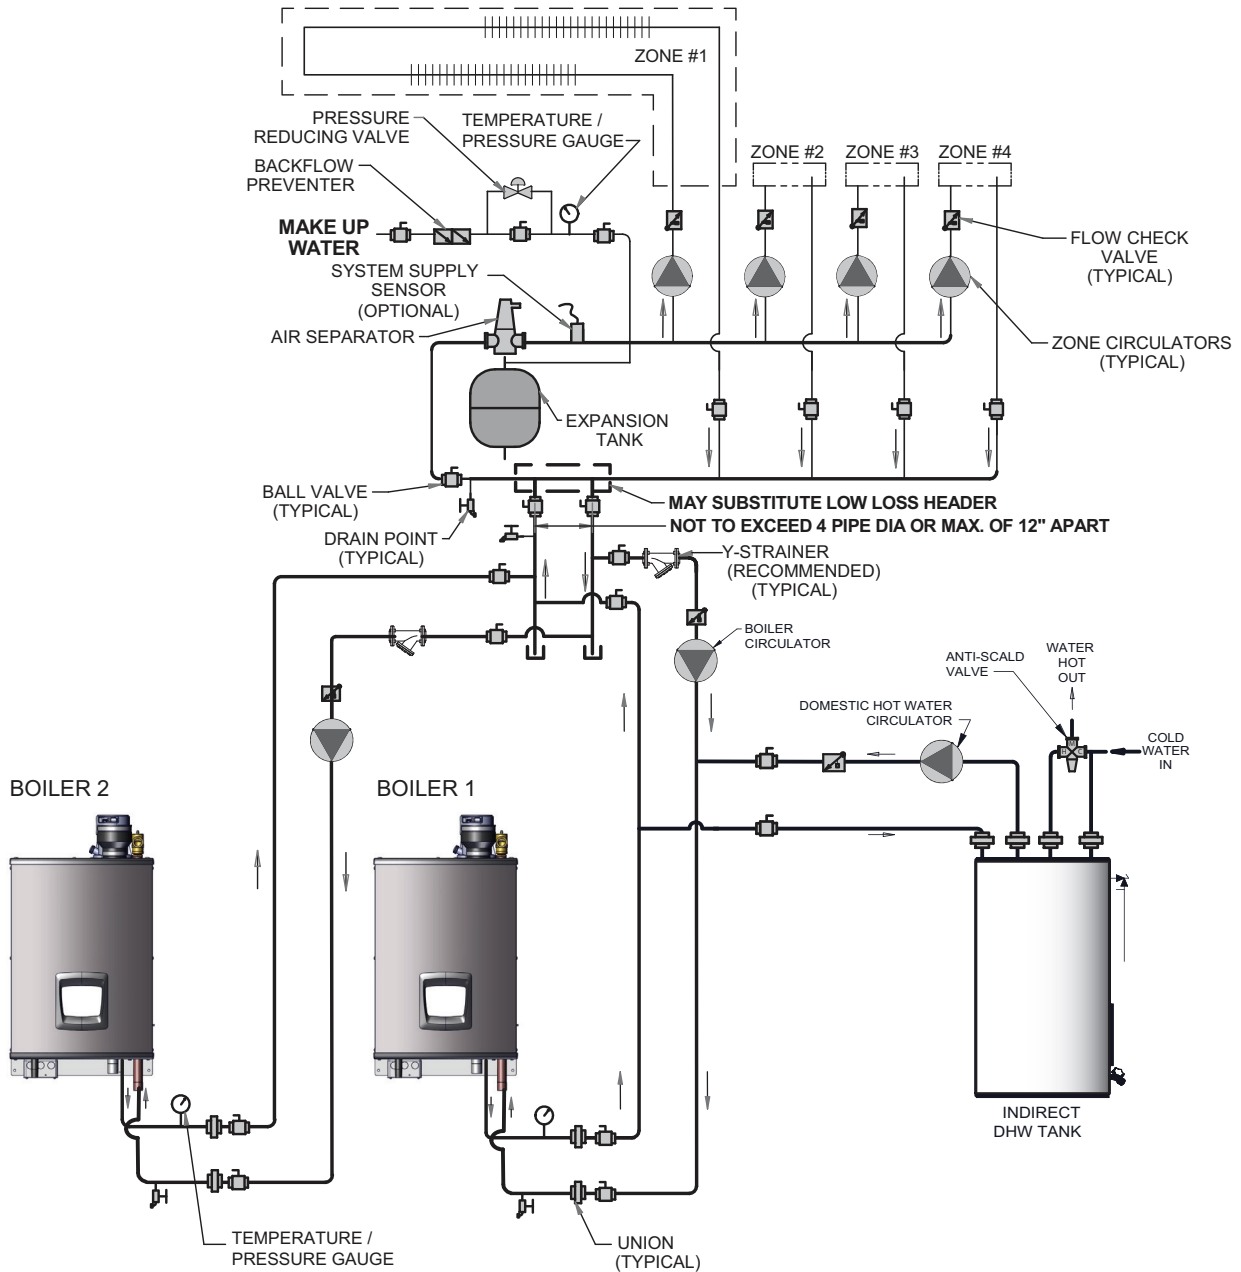 ZONE #1
PRESSURE
REDUCING VALVE
TEMPERATURE /
PRESSURE GAUGE
BACKFLOW
PREVENTER
ZONE #2
ZONE #3
ZONE #4
MAKE UP
WATER
FLOW CHECK
VALVE
(TYPICAL)
SYSTEM SUPPLY
SENSOR
(OPTIONAL)
AIR SEPARATOR
ZONE CIRCULATORS
(TYPICAL)
EXPANSION
TANK
BALL VALVE
(TYPICAL)
MAY SUBSTITUTE LOW LOSS HEADER
NOT TO EXCEED 4 PIPE DIA OR MAX. OF 12" APART
DRAIN POINT
(TYPICAL)
Y-STRAINER
(RECOMMENDED)
(TYPICAL)
BOILER
CIRCULATOR
ANTI-SCALD
VALVE
WATER
HOT
OUT
DOMESTIC HOT WATER
CIRCULATOR
M
H
C
COLD
WATER
IN
BOILER 2
BOILER 1
INDIRECT
DHW TANK
TEMPERATURE /
PRESSURE GAUGE
UNION
(TYPICAL)